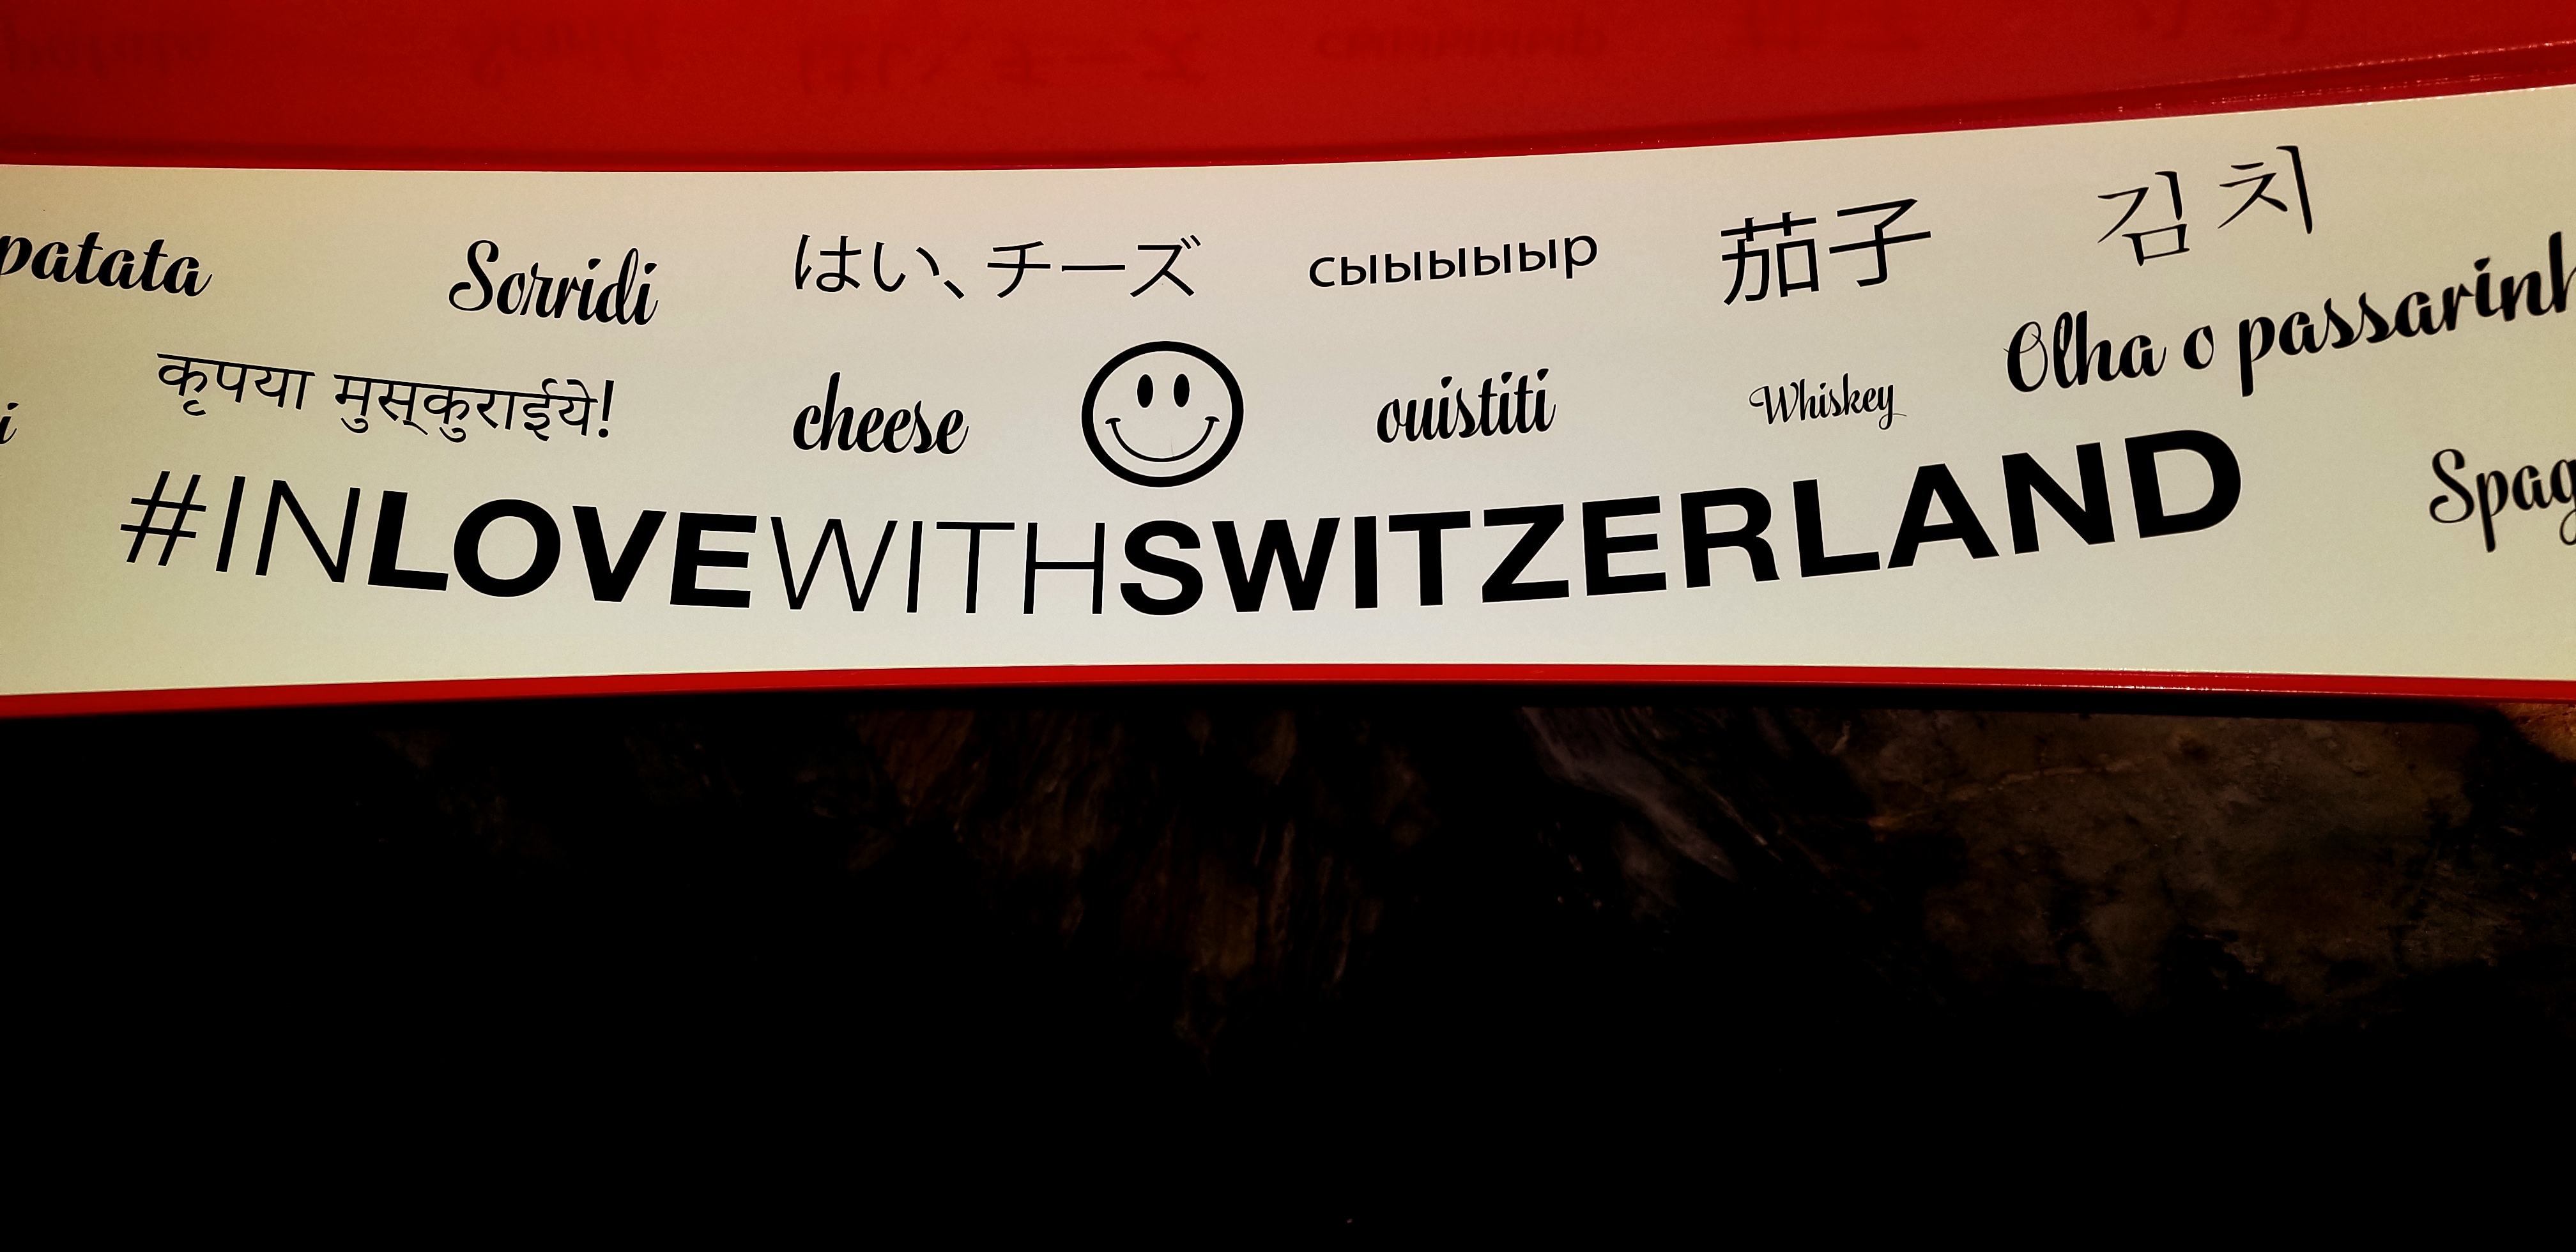 patata Sorridi はい、チーズ сыыыыыр 茄子 김치
कृपया मुस्कुराईये! cheese ouistiti Whiskey Olha o passarinh
#INLOVEWITHSWITZERLAND Spag